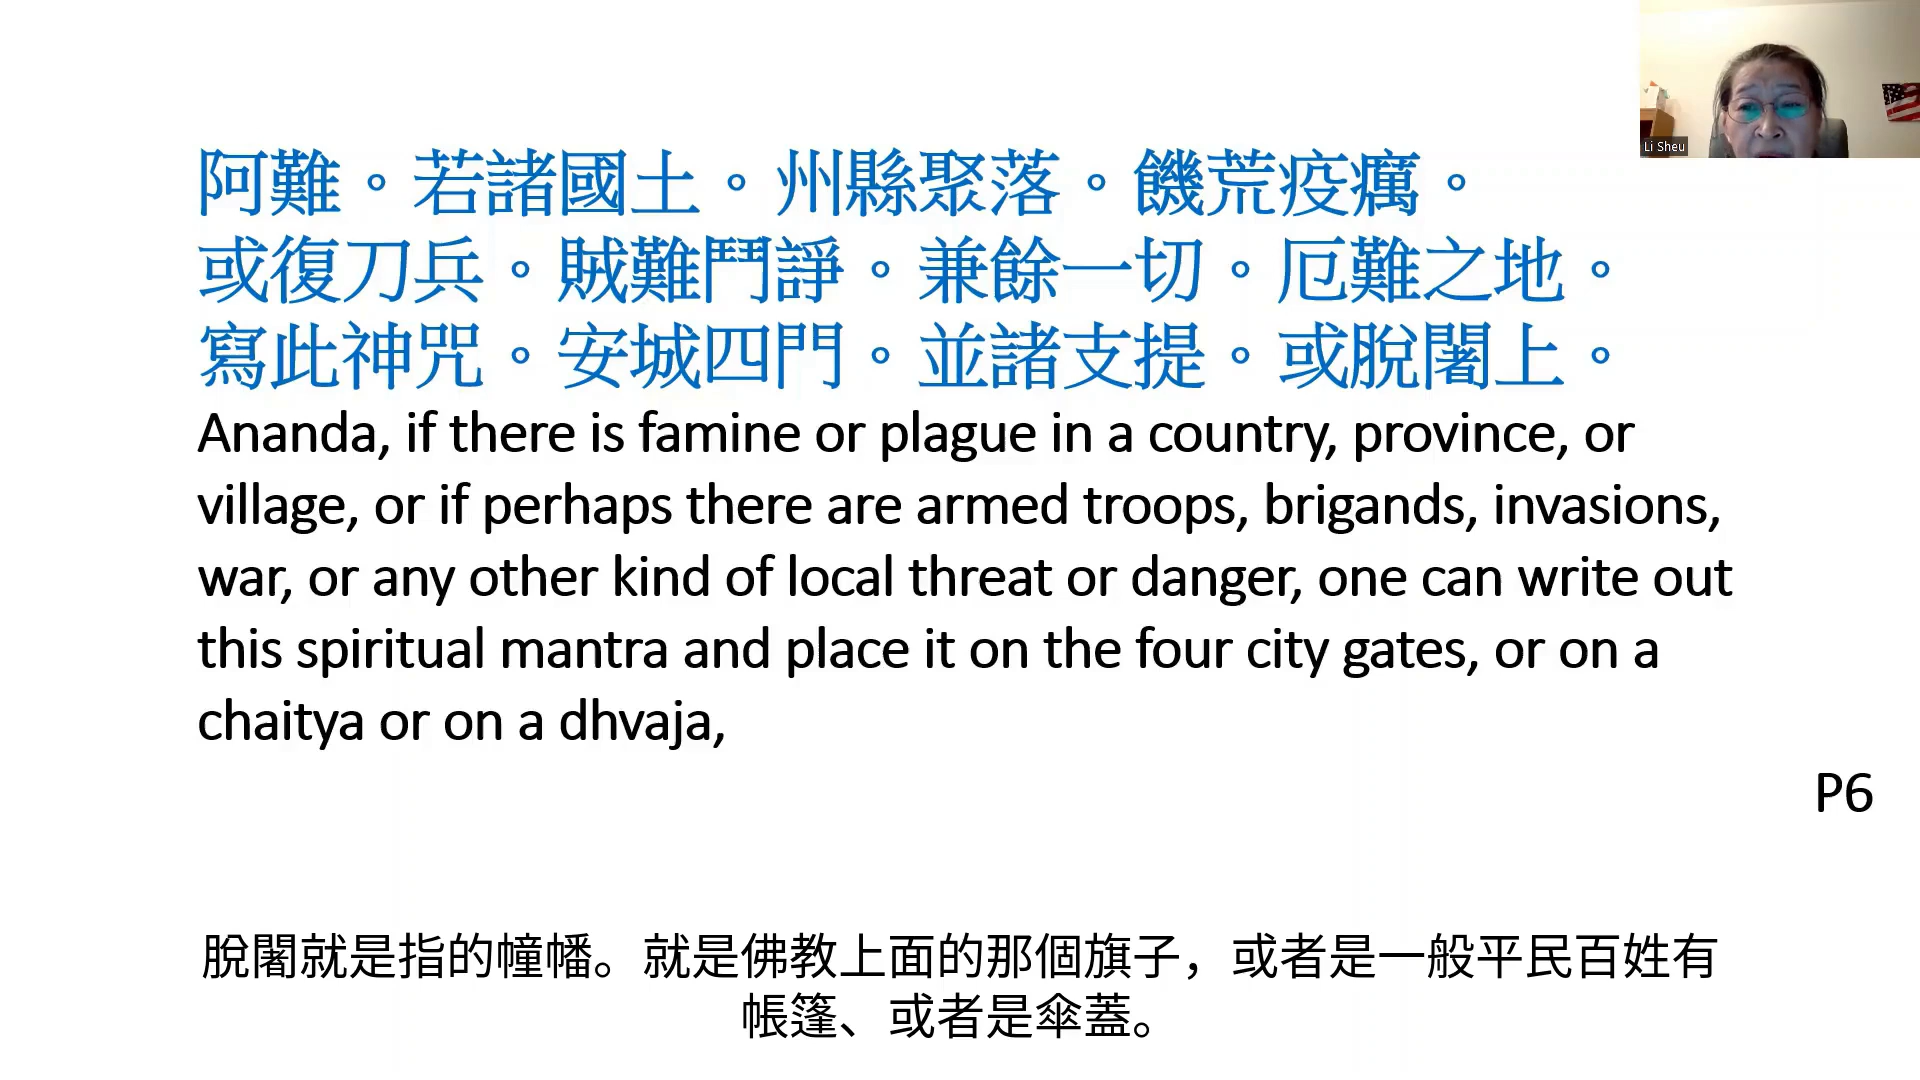 Li Sheu
阿難。若諸國土。州縣聚落。饑荒疫癘。
或復刀兵。賊難鬥諍。兼餘一切。厄難之地。
寫此神咒。安城四門。並諸支提。或脫闍上。
Ananda, if there is famine or plague in a country, province, or
village, or if perhaps there are armed troops, brigands, invasions,
war, or any other kind of local threat or danger, one can write out
this spiritual mantra and place it on the four city gates, or on a
chaitya or on a dhvaja,
P6
脫闍就是指的幢幡。就是佛教上面的那個旗子，或者是一般平民百姓有
帳篷、或者是傘蓋。